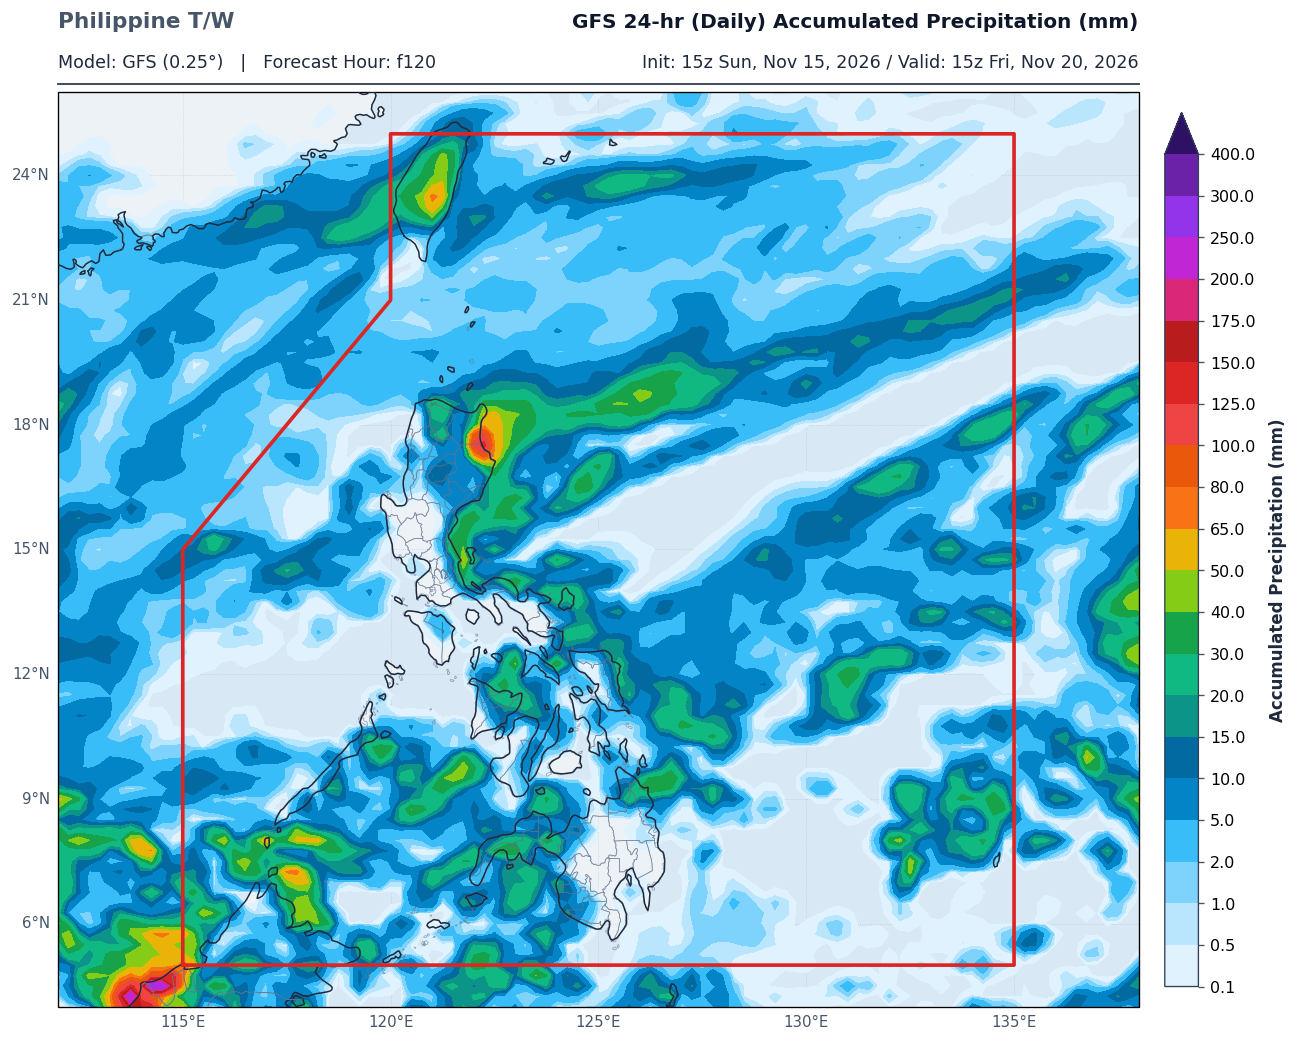 Philippine T/W
GFS 24-hr (Daily) Accumulated Precipitation (mm)
Model: GFS (0.25°) | Forecast Hour: f120
Init: 15z Sun, Nov 15, 2026 / Valid: 15z Fri, Nov 20, 2026
24°N
21°N
18°N
15°N
12°N
9°N
6°N
115°E
120°E
125°E
130°E
135°E
400.0
300.0
250.0
200.0
175.0
150.0
125.0
100.0
80.0
65.0
50.0
40.0
30.0
20.0
15.0
10.0
5.0
2.0
1.0
0.5
0.1
Accumulated Precipitation (mm)